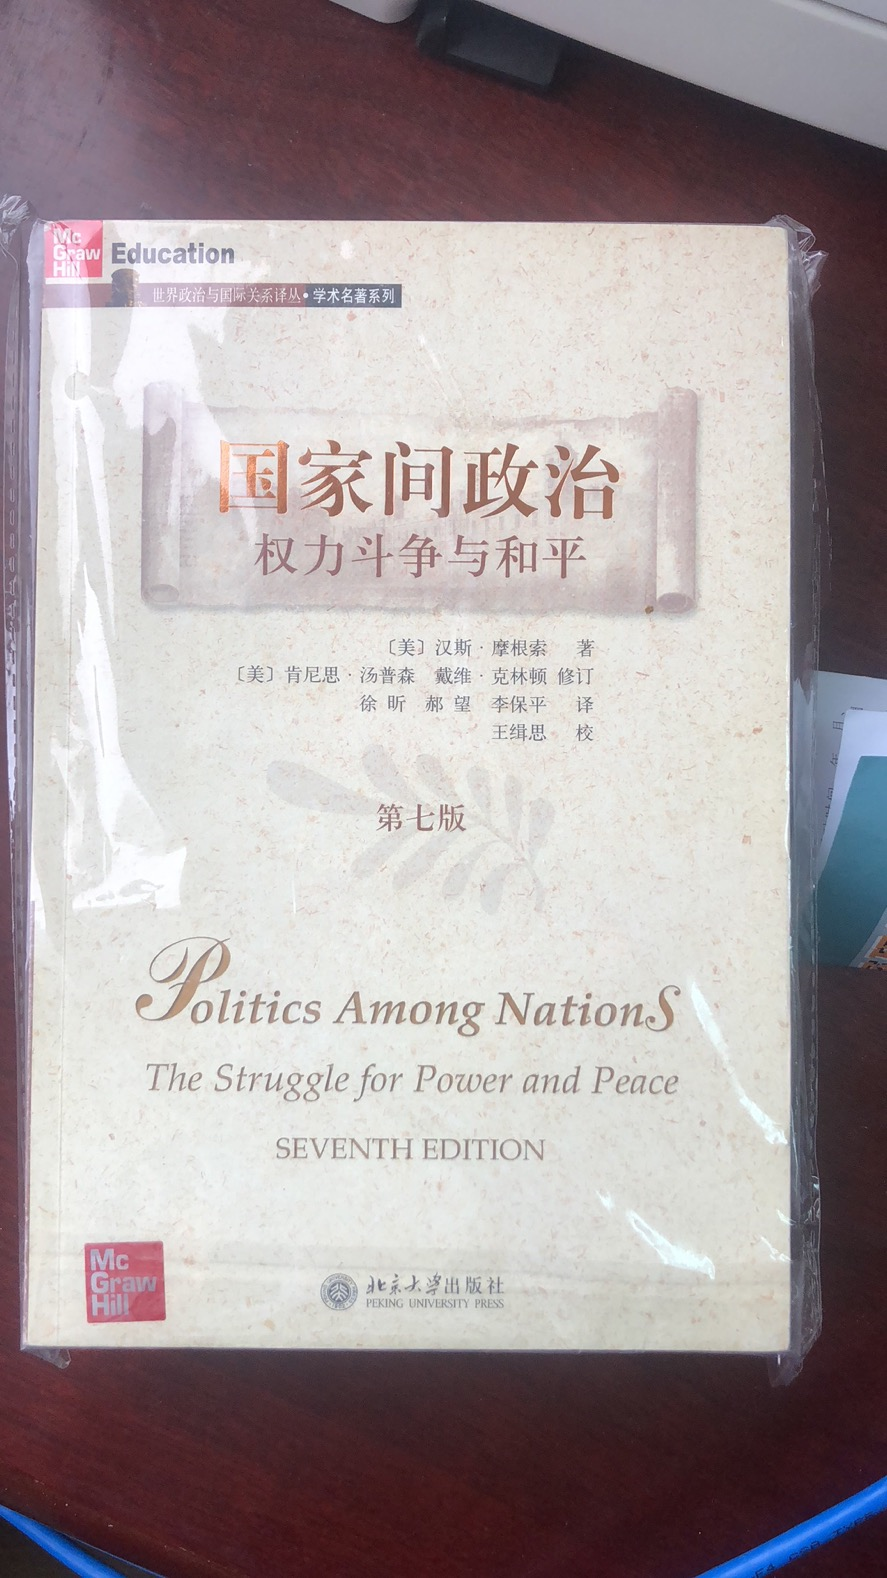 Mc
Graw
Hill
Education
世界政治与国际关系译丛•学术名著系列
国家间政治
权力斗争与和平
〔美〕汉斯·摩根索 著
〔美〕肯尼思·汤普森 戴维·克林顿 修订
徐昕 郝望 李保平 译
王缉思 校
第七版
Politics Among Nations
The Struggle for Power and Peace
SEVENTH EDITION
Mc
Graw
Hill
北京大学出版社
PEKING UNIVERSITY PRESS